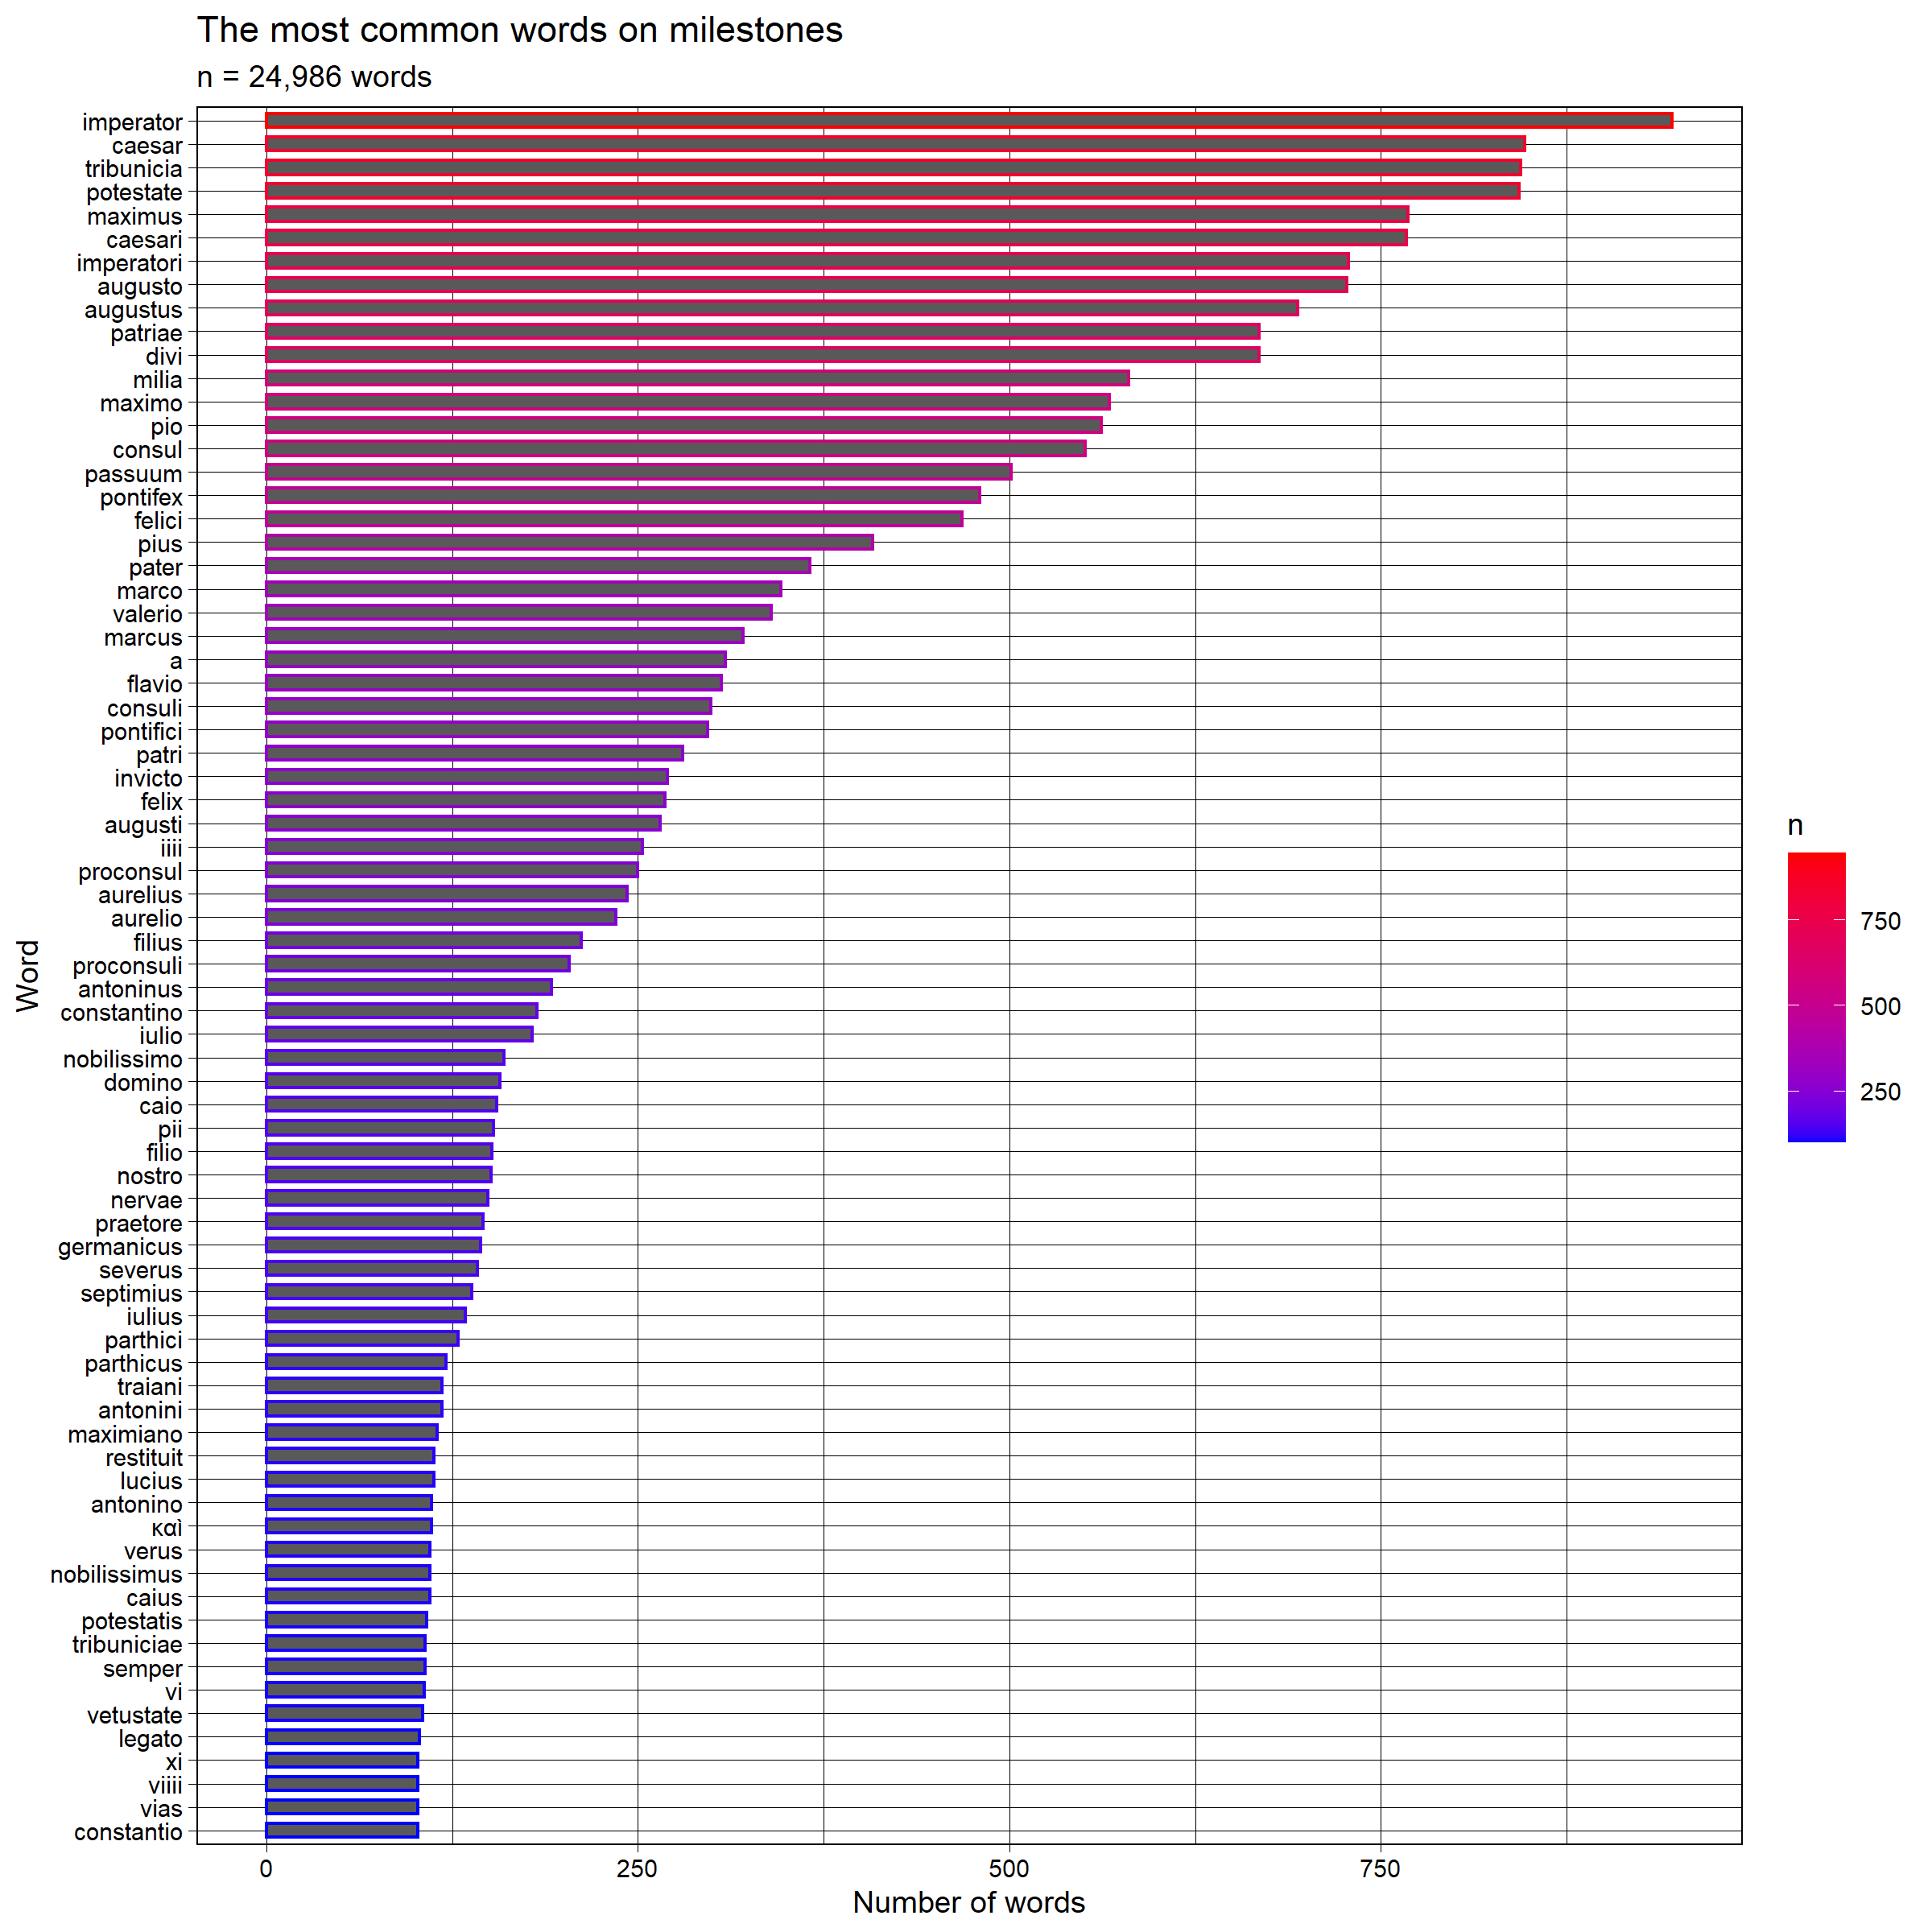 The most common words on milestones
n = 24,986 words
imperator
caesar
tribunicia
potestate
maximus
caesari
imperatori
augusto
augustus
patriae
divi
milia
maximo
pio
consul
passuum
pontifex
felici
pius
pater
marco
valerio
marcus
a
flavio
consuli
pontifici
patri
invicto
felix
augusti
iiii
proconsul
aurelius
aurelio
filius
proconsuli
antoninus
constantino
iulio
nobilissimo
domino
caio
pii
filio
nostro
nervae
praetore
germanicus
severus
septimius
iulius
parthici
parthicus
traiani
antonini
maximiano
restituit
lucius
antonino
καὶ
verus
nobilissimus
caius
potestatis
tribuniciae
semper
vi
vetustate
legato
xi
viiii
vias
constantio
Word
0 250 500 750
Number of words
n
750
500
250